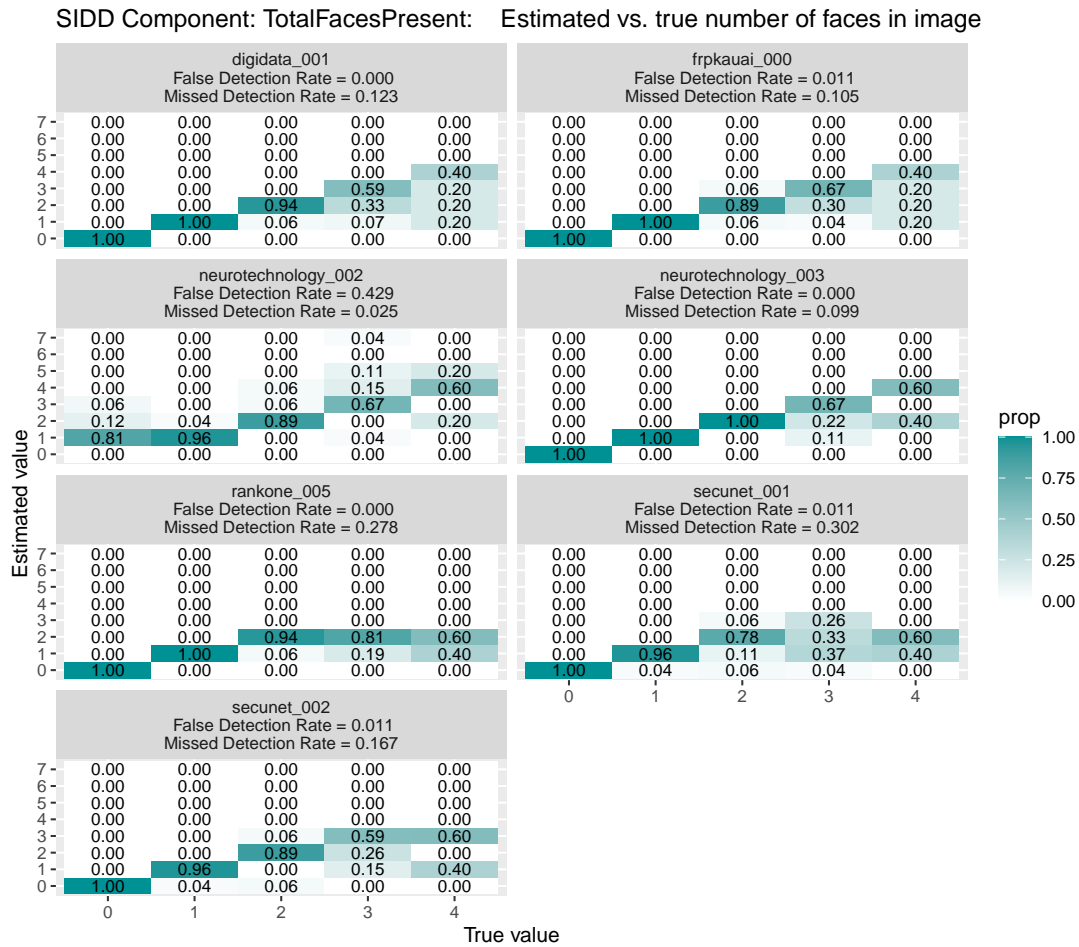 SIDD Component: TotalFacesPresent: Estimated vs. true number of faces in image
digidata_001
False Detection Rate = 0.000
Missed Detection Rate = 0.123
7 0.00 0.00 0.00 0.00 0.00
6 0.00 0.00 0.00 0.00 0.00
5 0.00 0.00 0.00 0.00 0.00
4 0.00 0.00 0.00 0.00 0.40
3 0.00 0.00 0.00 0.59 0.20
2 0.00 0.00 0.94 0.33 0.20
1 0.00 1.00 0.06 0.07 0.20
0 1.00 0.00 0.00 0.00 0.00
frpkauai_000
False Detection Rate = 0.011
Missed Detection Rate = 0.105
0.00 0.00 0.00 0.00 0.00
0.00 0.00 0.00 0.00 0.00
0.00 0.00 0.00 0.00 0.00
0.00 0.00 0.00 0.00 0.40
0.00 0.00 0.06 0.67 0.20
0.00 0.00 0.89 0.30 0.20
0.00 1.00 0.06 0.04 0.20
1.00 0.00 0.00 0.00 0.00
neurotechnology_002
False Detection Rate = 0.429
Missed Detection Rate = 0.025
7 0.00 0.00 0.00 0.04 0.00
6 0.00 0.00 0.00 0.00 0.00
5 0.00 0.00 0.00 0.11 0.20
4 0.00 0.00 0.06 0.15 0.60
3 0.06 0.00 0.06 0.67 0.00
2 0.12 0.04 0.89 0.00 0.20
1 0.81 0.96 0.00 0.04 0.00
0 0.00 0.00 0.00 0.00 0.00
neurotechnology_003
False Detection Rate = 0.000
Missed Detection Rate = 0.099
0.00 0.00 0.00 0.00 0.00
0.00 0.00 0.00 0.00 0.00
0.00 0.00 0.00 0.00 0.00
0.00 0.00 0.00 0.00 0.60
0.00 0.00 0.00 0.67 0.00
0.00 0.00 1.00 0.22 0.40
0.00 1.00 0.00 0.11 0.00
1.00 0.00 0.00 0.00 0.00
rankone_005
False Detection Rate = 0.000
Missed Detection Rate = 0.278
7 0.00 0.00 0.00 0.00 0.00
6 0.00 0.00 0.00 0.00 0.00
5 0.00 0.00 0.00 0.00 0.00
4 0.00 0.00 0.00 0.00 0.00
3 0.00 0.00 0.00 0.00 0.00
2 0.00 0.00 0.94 0.81 0.60
1 0.00 1.00 0.06 0.19 0.40
0 1.00 0.00 0.00 0.00 0.00
secunet_001
False Detection Rate = 0.011
Missed Detection Rate = 0.302
0.00 0.00 0.00 0.00 0.00
0.00 0.00 0.00 0.00 0.00
0.00 0.00 0.00 0.00 0.00
0.00 0.00 0.00 0.00 0.00
0.00 0.00 0.06 0.26 0.00
0.00 0.00 0.78 0.33 0.60
0.00 0.96 0.11 0.37 0.40
1.00 0.04 0.06 0.04 0.00
0 1 2 3 4
secunet_002
False Detection Rate = 0.011
Missed Detection Rate = 0.167
7 0.00 0.00 0.00 0.00 0.00
6 0.00 0.00 0.00 0.00 0.00
5 0.00 0.00 0.00 0.00 0.00
4 0.00 0.00 0.00 0.00 0.00
3 0.00 0.00 0.06 0.59 0.60
2 0.00 0.00 0.89 0.26 0.00
1 0.00 0.96 0.00 0.15 0.40
0 1.00 0.04 0.06 0.00 0.00
0 1 2 3 4
True value
Estimated value
prop
1.00
0.75
0.50
0.25
0.00